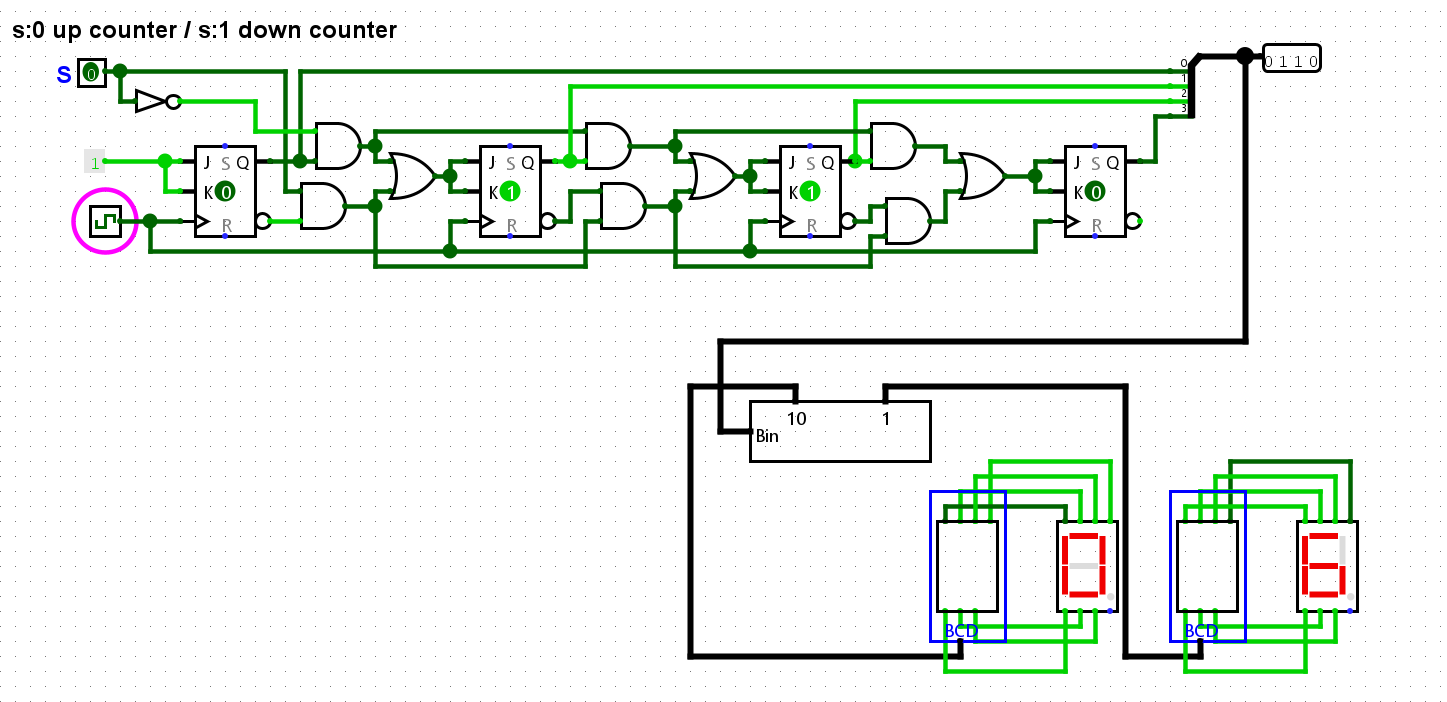 s:0 up counter / s:1 down counter
S 0
0 1 1 0
0
1
2
3
1
J S Q
K 0
R
J S Q
K 1
R
J S Q
K 1
R
J S Q
K 0
R
10 1
Bin
BCD
BCD